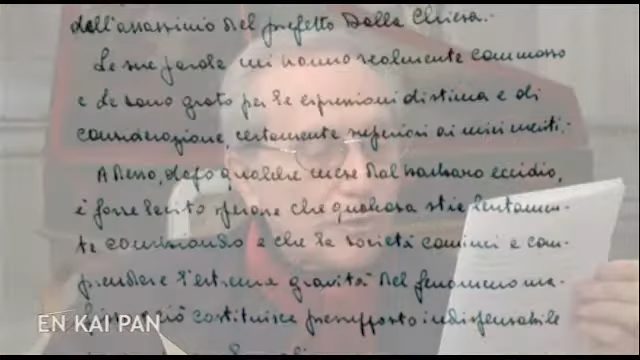 dall'assassinio del prefetto Dalla Chiesa.-
Le sue parole mi hanno realmente commosso
e Le sono grato per le espressioni di stima e di
considerazione, certamente superiori ai miei meriti.-
Adesso, dopo qualche mese dal barbaro eccidio,
è forse lecito sperare che qualcosa stia lentamen-
te cambiando e che la società cominci a com-
prendere l'estrema gravità del fenomeno ma-
più costituisce presupposto indispensabile
EN KAI PAN